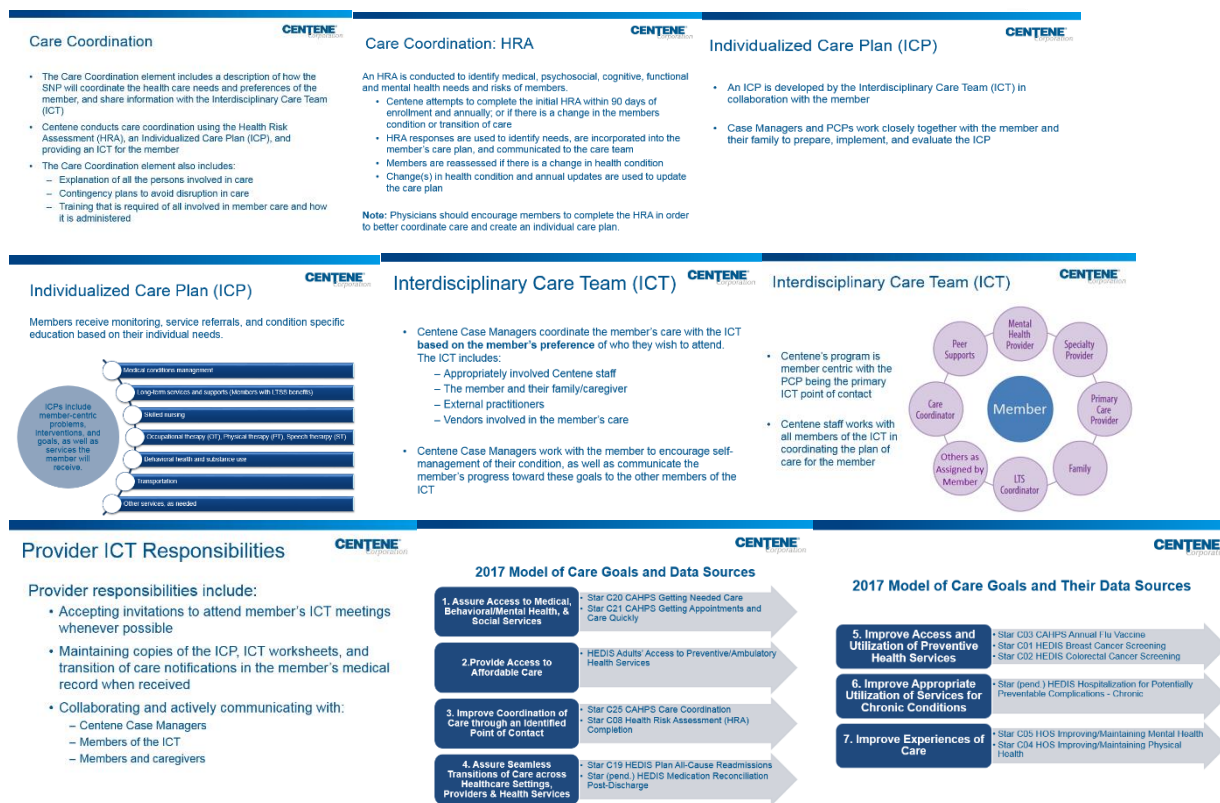 CENTENE
Corporation
Care Coordination
• The Care Coordination element includes a description of how the
SNP will coordinate the health care needs and preferences of the
member, and share information with the Interdisciplinary Care Team
(ICT)
• Centene conducts care coordination using the Health Risk
Assessment (HRA), an Individualized Care Plan (ICP), and
providing an ICT for the member
• The Care Coordination element also includes:
– Explanation of all the persons involved in care
– Contingency plans to avoid disruption in care
– Training that is required of all involved in member care and how
it is administered
CENTENE
Corporation
Care Coordination: HRA
An HRA is conducted to identify medical, psychosocial, cognitive, functional
and mental health needs and risks of members.
• Centene attempts to complete the initial HRA within 90 days of
enrollment and annually; or if there is a change in the members
condition or transition of care
• HRA responses are used to identify needs, are incorporated into the
member's care plan, and communicated to the care team
• Members are reassessed if there is a change in health condition
• Change(s) in health condition and annual updates are used to update
the care plan
Note: Physicians should encourage members to complete the HRA in order
to better coordinate care and create an individual care plan.
CENTENE
Corporation
Individualized Care Plan (ICP)
• An ICP is developed by the Interdisciplinary Care Team (ICT) in
collaboration with the member
• Case Managers and PCPs work closely together with the member and
their family to prepare, implement, and evaluate the ICP
CENTENE
Corporation
Individualized Care Plan (ICP)
Members receive monitoring, service referrals, and condition specific
education based on their individual needs.
ICPs include
member-centric
problems,
interventions, and
goals, as well as
services the
member will
receive.
Medical conditions management
Long-term services and supports (Members with LTSS benefits)
Skilled nursing
Occupational therapy (OT), Physical therapy (PT), Speech therarpy (ST)
Behavioral health and substance use
Transportation
Other services, as needed
CENTENE
Corporation
Interdisciplinary Care Team (ICT)
• Centene Case Managers coordinate the member's care with the ICT
based on the member's preference of who they wish to attend.
The ICT includes:
– Appropriately involved Centene staff
– The member and their family/caregiver
– External practitioners
– Vendors involved in the member's care
• Centene Case Managers work with the member to encourage self-
management of their condition, as well as communicate the
member's progress toward these goals to the other members of the
ICT
CENTENE
Corporation
Interdisciplinary Care Team (ICT)
• Centene's program is
member centric with the
PCP being the primary
ICT point of contact
• Centene staff works with
all members of the ICT in
coordinating the plan of
care for the member
Member
Mental
Health
Provider
Specialty
Provider
Primary
Care
Provider
Family
LTS
Coordinator
Others as
Assigned by
Member
Care
Coordinator
Peer
Supports
CENTENE
Corporation
Provider ICT Responsibilities
Provider responsibilities include:
• Accepting invitations to attend member's ICT meetings
whenever possible
• Maintaining copies of the ICP, ICT worksheets, and
transition of care notifications in the member's medical
record when received
• Collaborating and actively communicating with:
– Centene Case Managers
– Members of the ICT
– Members and caregivers
CENTENE
Corporation
2017 Model of Care Goals and Data Sources
1. Assure Access to Medical,
Behavioral/Mental Health, &
Social Services
• Star C20 CAHPS Getting Needed Care
• Star C21 CAHPS Getting Appointments and
Care Quickly
2.Provide Access to
Affordable Care
• HEDIS Adults' Access to Preventive/Ambulatory
Health Services
3. Improve Coordination of
Care through an Identified
Point of Contact
• Star C25 CAHPS Care Coordination
• Star C08 Health Risk Assessment (HRA)
Completion
4. Assure Seamless
Transitions of Care across
Healthcare Settings,
Providers & Health Services
• Star C19 HEDIS Plan All-Cause Readmissions
• Star (pend.) HEDIS Medication Reconciliation
Post-Discharge
CENTENE
Corporation
2017 Model of Care Goals and Their Data Sources
5. Improve Access and
Utilization of Preventive
Health Services
• Star C03 CAHPS Annual Flu Vaccine
• Star C01 HEDIS Breast Cancer Screening
• Star C02 HEDIS Colorectal Cancer Screening
6. Improve Appropriate
Utilization of Services for
Chronic Conditions
• Star (pend.) HEDIS Hospitalization for Potentially
Preventable Complications - Chronic
7. Improve Experiences of
Care
• Star C05 HOS Improving/Maintaining Mental Health
• Star C04 HOS Improving/Maintaining Physical
Health